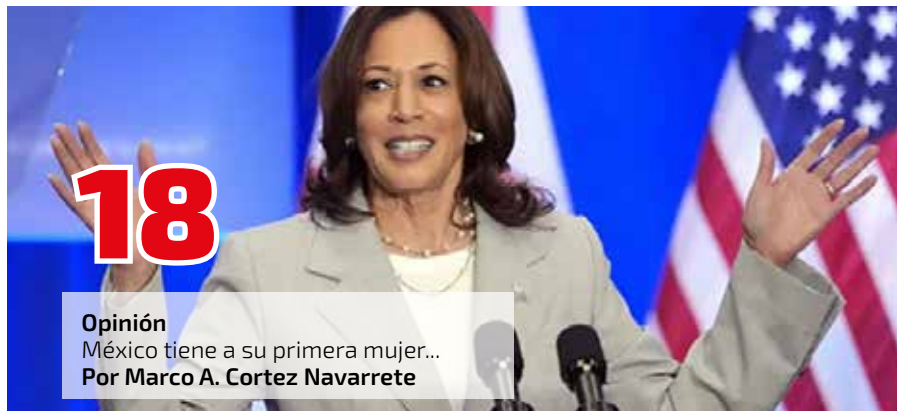 18
Opinión
México tiene a su primera mujer...
Por Marco A. Cortez Navarrete